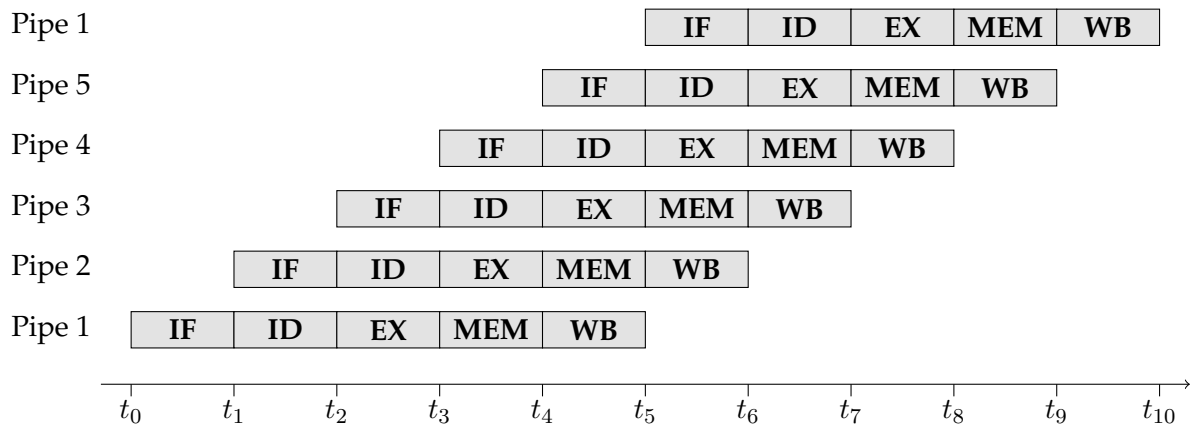 Pipe 1 IF ID EX MEM WB
Pipe 5 IF ID EX MEM WB
Pipe 4 IF ID EX MEM WB
Pipe 3 IF ID EX MEM WB
Pipe 2 IF ID EX MEM WB
Pipe 1 IF ID EX MEM WB
t0 t1 t2 t3 t4 t5 t6 t7 t8 t9 t10